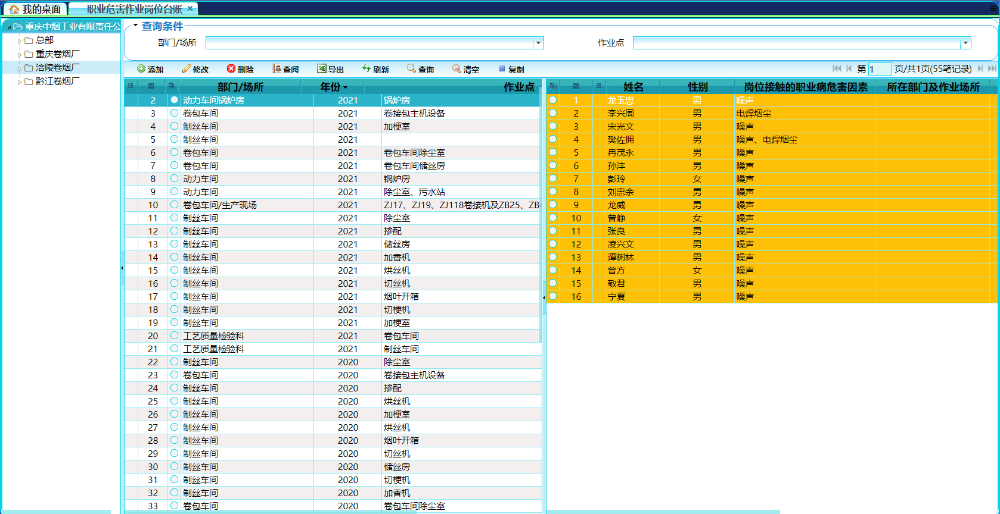 我的桌面 职业危害作业岗位台账
重庆中烟工业有限责任公
总部
重庆卷烟厂
涪陵卷烟厂
黔江卷烟厂
查询条件
部门/场所 作业点
添加 修改 删除 查阅 导出 刷新 查询 清空 复制 第 1 页/共1页(55笔记录)
部门/场所 年份 作业点
2 动力车间锅炉房 2021 锅炉房
3 卷包车间 2021 卷接包主机设备
4 制丝车间 2021 加梗室
5 制丝车间 2021
6 卷包车间 2021 卷包车间除尘室
7 卷包车间 2021 卷包车间储丝房
8 动力车间 2021 锅炉房
9 动力车间 2021 除尘室、污水站
10 卷包车间/生产现场 2021 ZJ17、ZJ19、ZJ118卷接机及ZB25、ZB4
11 制丝车间 2021 除尘室
12 制丝车间 2021 掺配
13 制丝车间 2021 储丝房
14 制丝车间 2021 加香机
15 制丝车间 2021 烘丝机
16 制丝车间 2021 切丝机
17 制丝车间 2021 烟叶开箱
18 制丝车间 2021 切梗机
19 制丝车间 2021 加梗室
20 工艺质量检验科 2021 卷包车间
21 工艺质量检验科 2021 制丝车间
22 制丝车间 2020 除尘室
23 卷包车间 2020 卷接包主机设备
24 制丝车间 2020 掺配
25 制丝车间 2020 烘丝机
26 制丝车间 2020 加梗室
27 制丝车间 2020 烘丝机
28 制丝车间 2020 烟叶开箱
29 制丝车间 2020 切丝机
30 制丝车间 2020 储丝房
31 制丝车间 2020 切梗机
32 制丝车间 2020 加香机
33 卷包车间 2020 卷包车间除尘室
姓名 性别 岗位接触的职业病危害因素 所在部门及作业场所
1 龙玉忠 男 噪声
2 李兴周 男 电焊烟尘
3 宋光文 男 噪声
4 樊佐拥 男 噪声、电焊烟尘
5 冉茂永 男 噪声
6 孙沣 男 噪声
7 彭玲 女 噪声
8 刘忠余 男 噪声
9 龙威 男 噪声
10 曾峥 女 噪声
11 张良 男 噪声
12 凌兴文 男 噪声
13 谭树林 男 噪声
14 曾方 女 噪声
15 敬君 男 噪声
16 宁夏 男 噪声